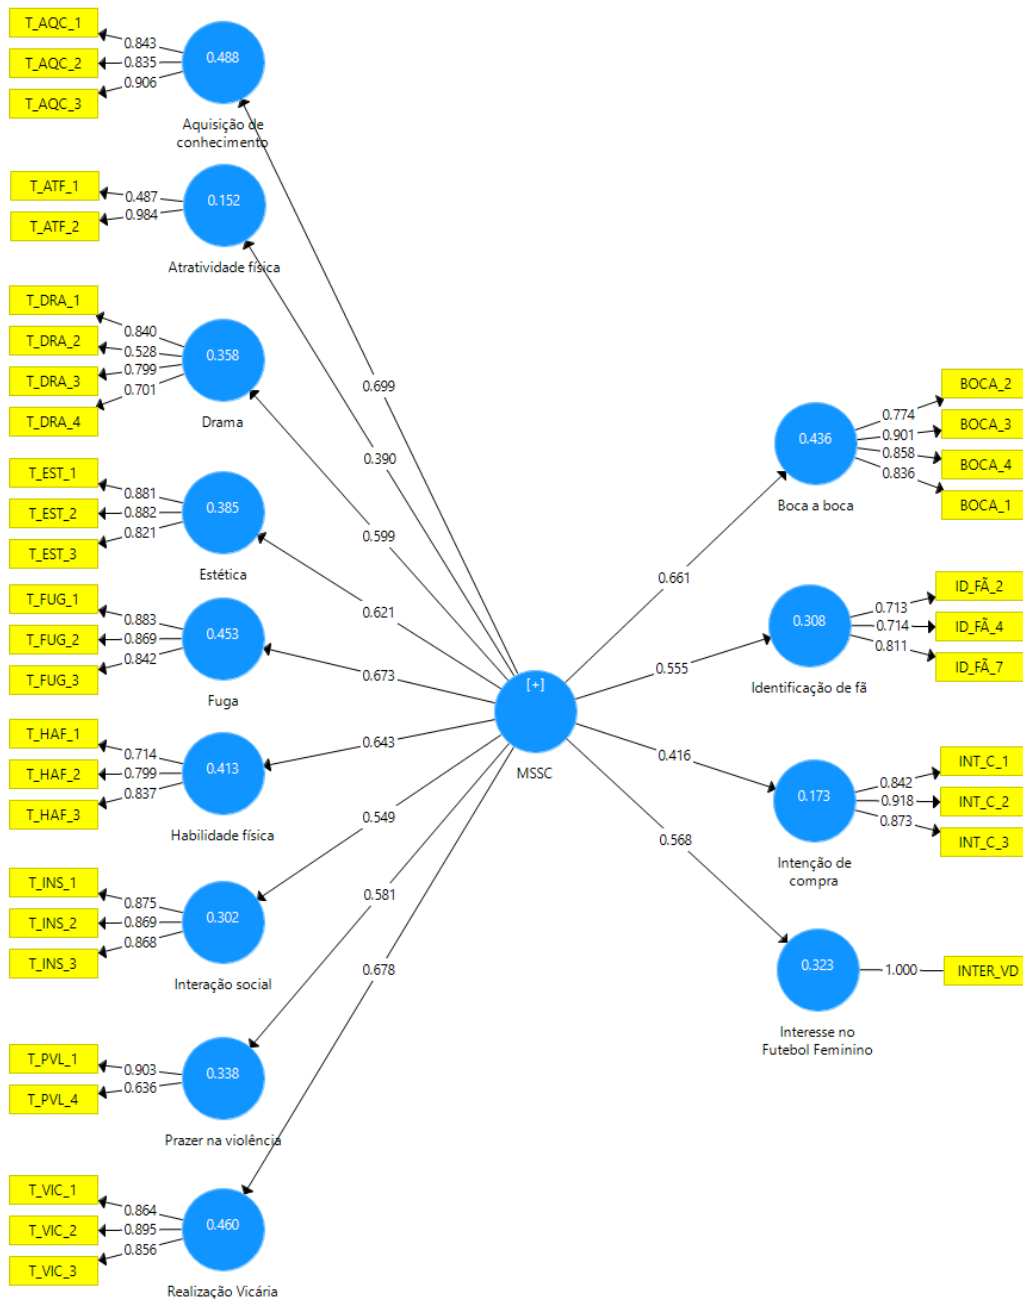 T_AQC_1
T_AQC_2
T_AQC_3
0.843
0.835
0.906
0.488
Aquisição de
conhecimento
T_ATF_1
T_ATF_2
0.487
0.984
0.152
Atratividade física
T_DRA_1
T_DRA_2
T_DRA_3
T_DRA_4
0.840
0.528
0.799
0.701
0.358
Drama
T_EST_1
T_EST_2
T_EST_3
0.881
0.882
0.821
0.385
Estética
T_FUG_1
T_FUG_2
T_FUG_3
0.883
0.869
0.842
0.453
Fuga
T_HAF_1
T_HAF_2
T_HAF_3
0.714
0.799
0.837
0.413
Habilidade física
T_INS_1
T_INS_2
T_INS_3
0.875
0.869
0.868
0.302
Interação social
T_PVL_1
T_PVL_4
0.903
0.636
0.338
Prazer na violência
T_VIC_1
T_VIC_2
T_VIC_3
0.864
0.895
0.856
0.460
Realização Vicária
0.699
0.390
0.599
0.621
0.673
0.643
0.549
0.581
0.678
[+]
MSSC
0.661
0.555
0.416
0.568
0.436
Boca a boca
0.774
0.901
0.858
0.836
BOCA_2
BOCA_3
BOCA_4
BOCA_1
0.308
Identificação de fã
0.713
0.714
0.811
ID_FÃ_2
ID_FÃ_4
ID_FÃ_7
0.173
Intenção de
compra
0.842
0.918
0.873
INT_C_1
INT_C_2
INT_C_3
0.323
Interesse no
Futebol Feminino
1.000
INTER_VD